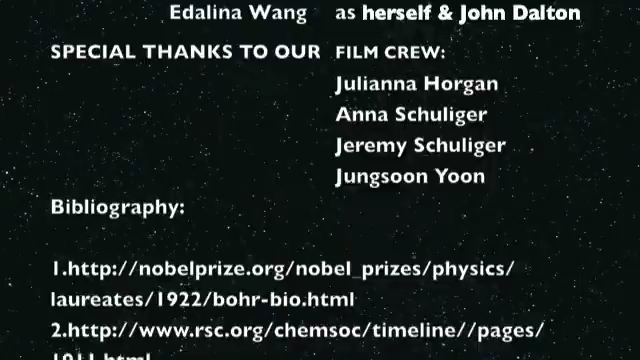 Edalina Wang as herself & John Dalton
SPECIAL THANKS TO OUR FILM CREW:
Julianna Horgan
Anna Schuliger
Jeremy Schuliger
Jungsoon Yoon
Bibliography:
1.http://nobelprize.org/nobel_prizes/physics/
laureates/1922/bohr-bio.html
2.http://www.rsc.org/chemsoc/timeline//pages/
1911.html